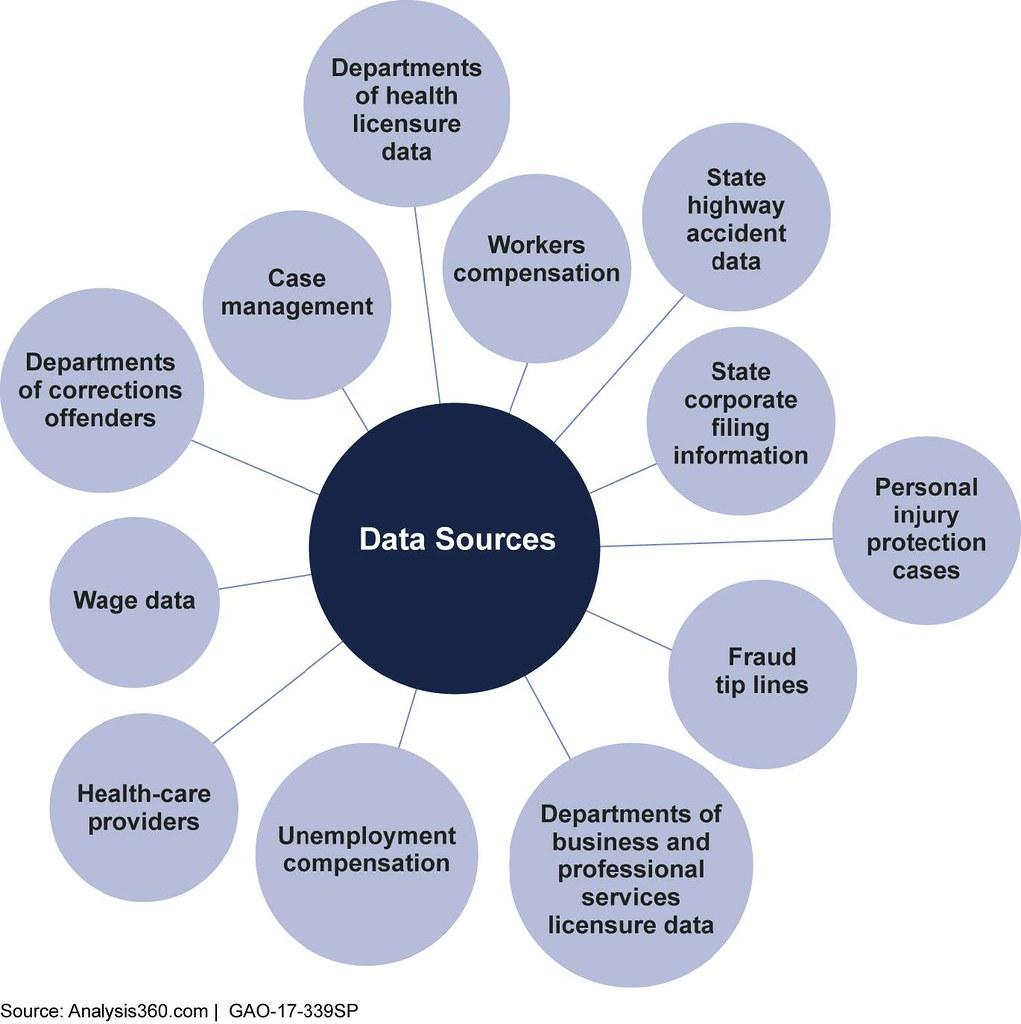 Departments
of health
licensure
data
Workers
compensation
State
highway
accident
data
Case
management
Departments
of corrections
offenders
State
corporate
filing
information
Personal
injury
protection
cases
Data Sources
Wage data
Fraud
tip lines
Health-care
providers
Unemployment
compensation
Departments of
business and
professional
services
licensure data
Source: Analysis360.com | GAO-17-339SP